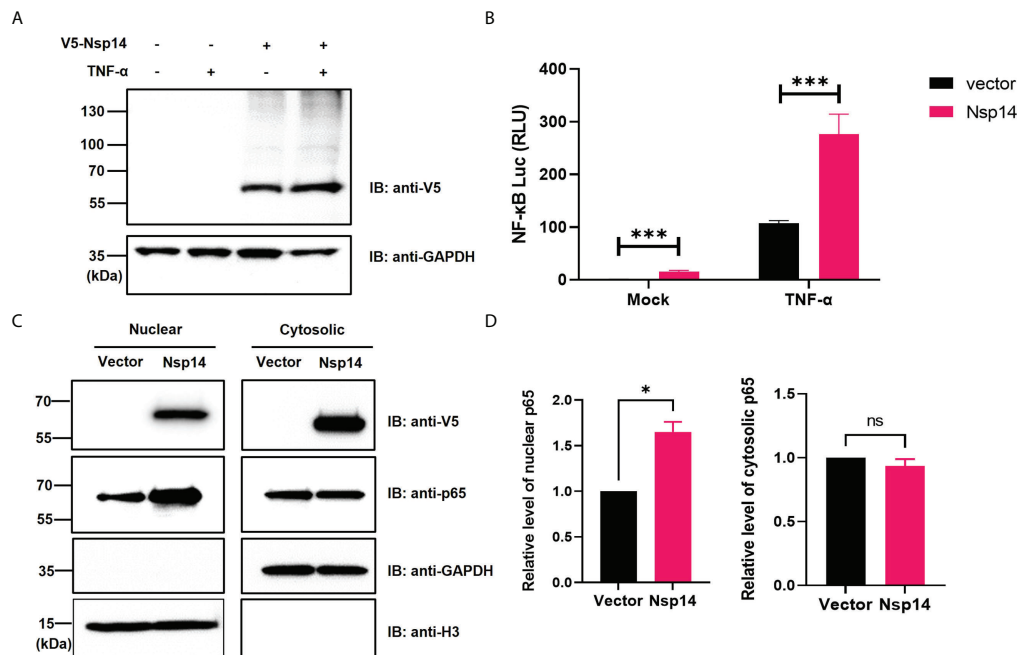 A
V5-Nsp14 - - + +
TNF-α - + - +
130
100
70
55
IB: anti-V5
35
(kDa)
IB: anti-GAPDH
B
NF-κB Luc (RLU)
400
300
200
100
0
***
***
Mock TNF-α
vector
Nsp14
C
Nuclear Cytosolic
Vector Nsp14 Vector Nsp14
70
55
IB: anti-V5
70
55
IB: anti-p65
35
IB: anti-GAPDH
15
(kDa)
IB: anti-H3
D
Relative level of nuclear p65
2.0
1.5
1.0
0.5
0.0
*
Vector Nsp14
Relative level of cytosolic p65
1.5
1.0
0.5
0.0
ns
Vector Nsp14